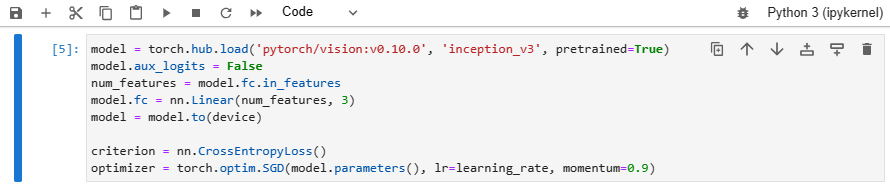 Code
Python 3 (ipykernel)
[5]: model = torch.hub.load('pytorch/vision:v0.10.0', 'inception_v3', pretrained=True)
model.aux_logits = False
num_features = model.fc.in_features
model.fc = nn.Linear(num_features, 3)
model = model.to(device)
criterion = nn.CrossEntropyLoss()
optimizer = torch.optim.SGD(model.parameters(), lr=learning_rate, momentum=0.9)